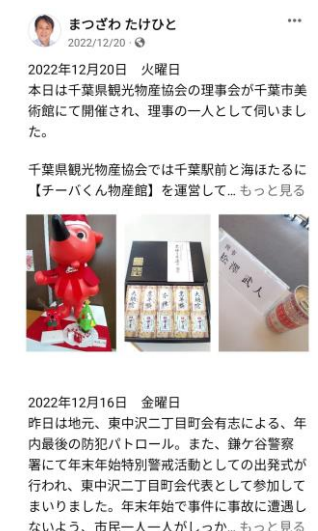 まつざわ たけひと
2022/12/20
2022年12月20日　火曜日
本日は千葉県観光物産協会の理事会が千葉市美
術館にて開催され、理事の一人として伺いまし
た。
千葉県観光物産協会では千葉駅前と海ほたるに
【チーバくん物産館】を運営して... もっと見る
松澤 武人
2022年12月16日　金曜日
昨日は地元、東中沢二丁目町会有志による、年
内最後の防犯パトロール。また、鎌ケ谷警察
署にて年末年始特別警戒活動としての出発式が
行われ、東中沢二丁目町会代表として参加して
まいりました。年末年始で事件に事故に遭遇し
ないよう、市民一人一人がしっか... もっと見る